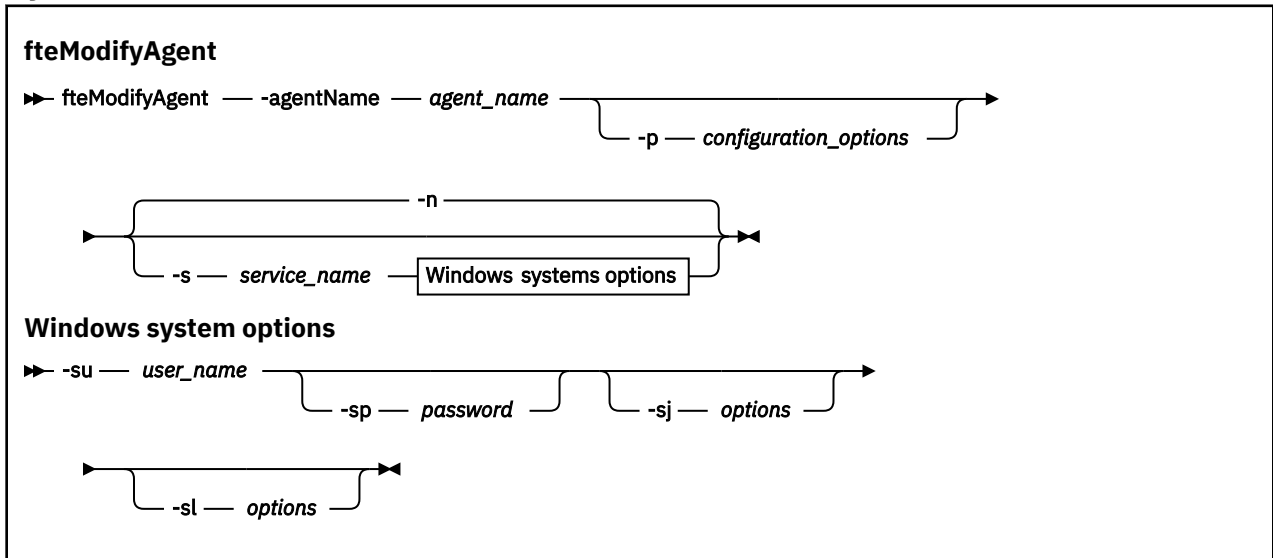 fteModifyAgent
fteModifyAgent -agentName agent_name
-p configuration_options
-n
-s service_name Windows systems options
Windows system options
-su user_name
-sp password -sj options
-sl options